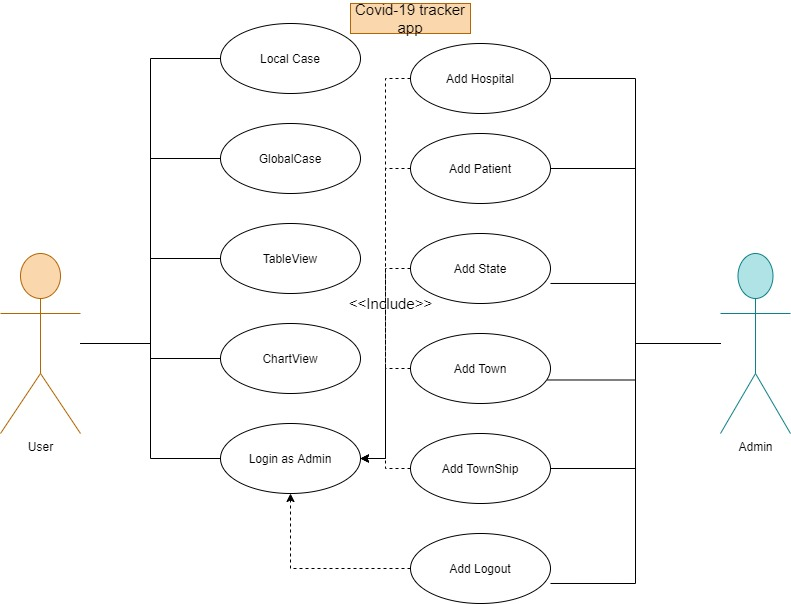 Covid-19 tracker
app
Local Case
Add Hospital
GlobalCase
Add Patient
TableView
Add State
<<Include>>
ChartView
Add Town
User
Admin
Login as Admin
Add TownShip
Add Logout